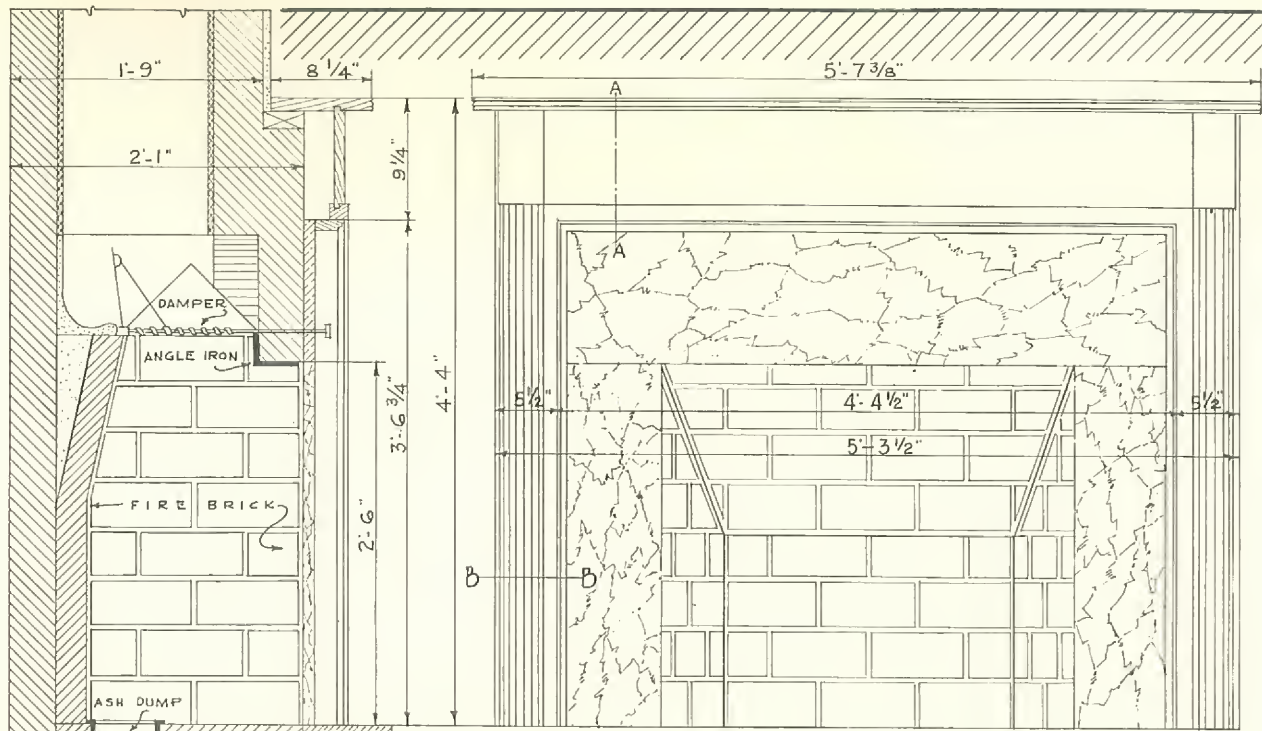 1'-9"
8 1/4"
5'-7 3/8"
A
2'-1"
9 1/4"
A
DAMPER
ANGLE IRON
3'-6 3/4"
4'-4"
5 1/2"
4'-4 1/2"
5 1/2"
5'-3 1/2"
FIRE BRICK
2'-6"
B
B
ASH DUMP